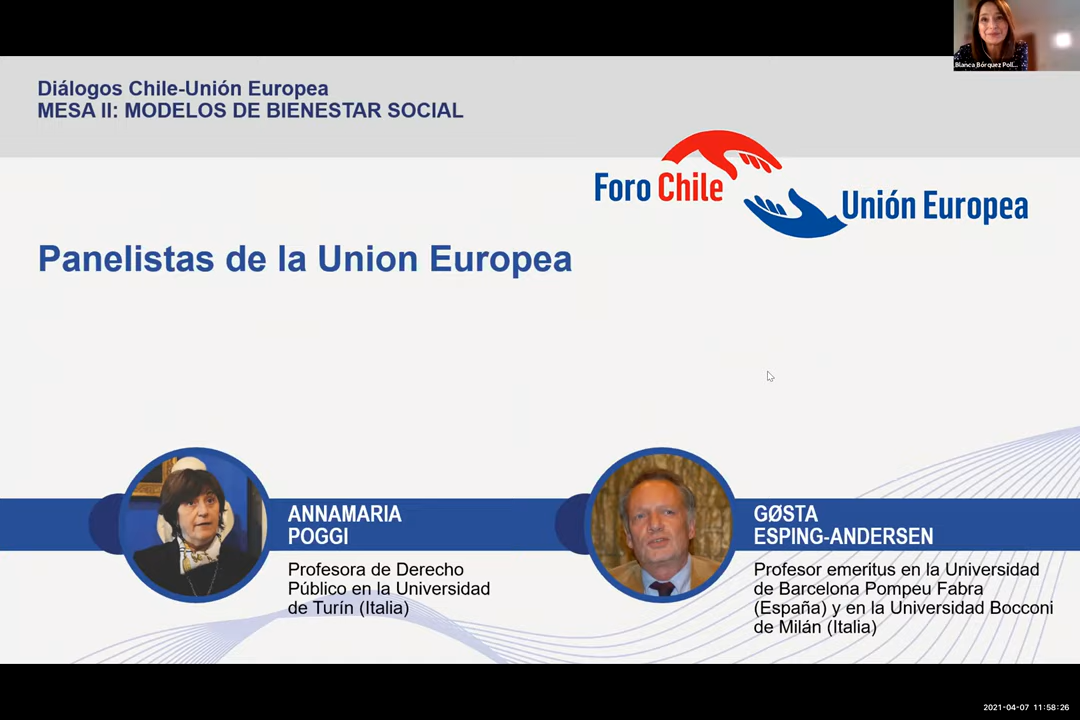 Blanca Bórquez Poll...
Diálogos Chile-Unión Europea
MESA II: MODELOS DE BIENESTAR SOCIAL
Foro Chile
Unión Europea
Panelistas de la Union Europea
ANNAMARIA
POGGI
Profesora de Derecho
Público en la Universidad
de Turín (Italia)
GØSTA
ESPING-ANDERSEN
Profesor emeritus en la Universidad
de Barcelona Pompeu Fabra
(España) y en la Universidad Bocconi
de Milán (Italia)
2021-04-07 11:58:26